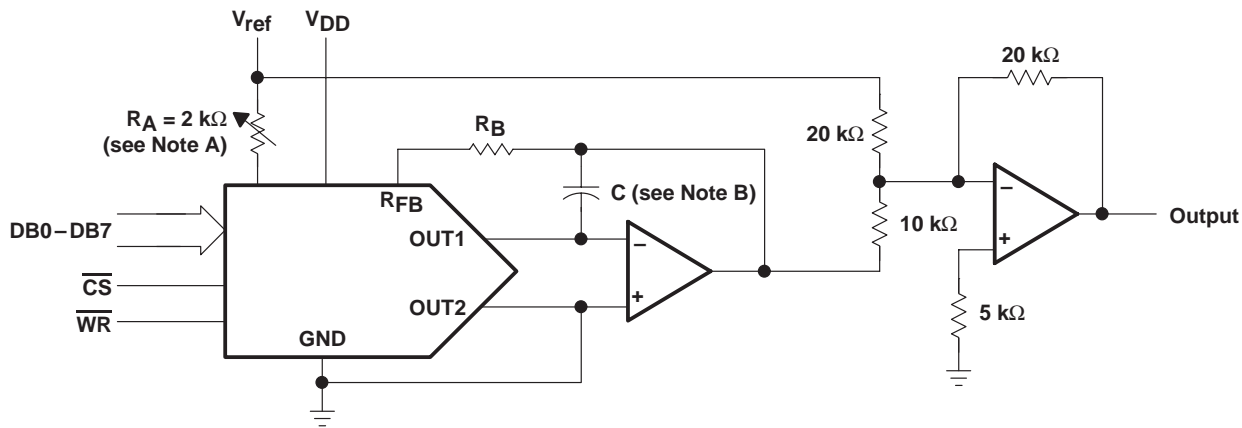 Vref
VDD
20 kΩ
RA = 2 kΩ
(see Note A)
RB
20 kΩ
C (see Note B)
RFB
DB0–DB7
OUT1
–
+
10 kΩ
–
+
Output
CS
OUT2
WR
GND
5 kΩ